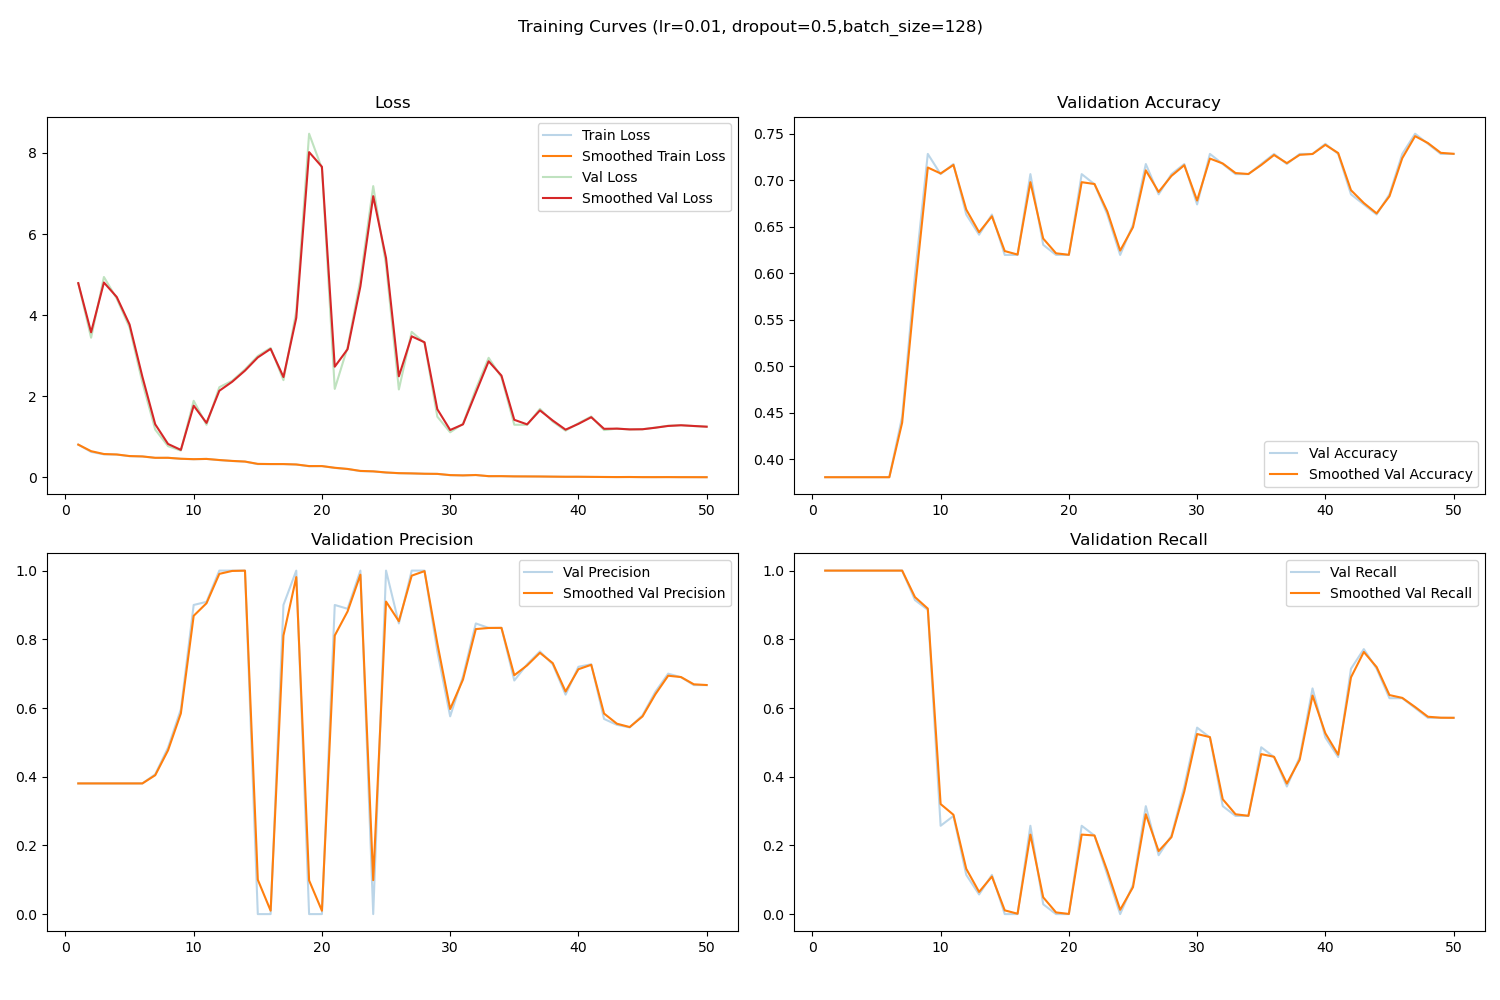 Training Curves (lr=0.01, dropout=0.5,batch_size=128)
Loss
Train Loss
Smoothed Train Loss
Val Loss
Smoothed Val Loss
8
6
4
2
0
0 10 20 30 40 50
Validation Accuracy
0.75
0.70
0.65
0.60
0.55
0.50
0.45
0.40
Val Accuracy
Smoothed Val Accuracy
0 10 20 30 40 50
Validation Precision
Val Precision
Smoothed Val Precision
1.0
0.8
0.6
0.4
0.2
0.0
0 10 20 30 40 50
Validation Recall
Val Recall
Smoothed Val Recall
1.0
0.8
0.6
0.4
0.2
0.0
0 10 20 30 40 50